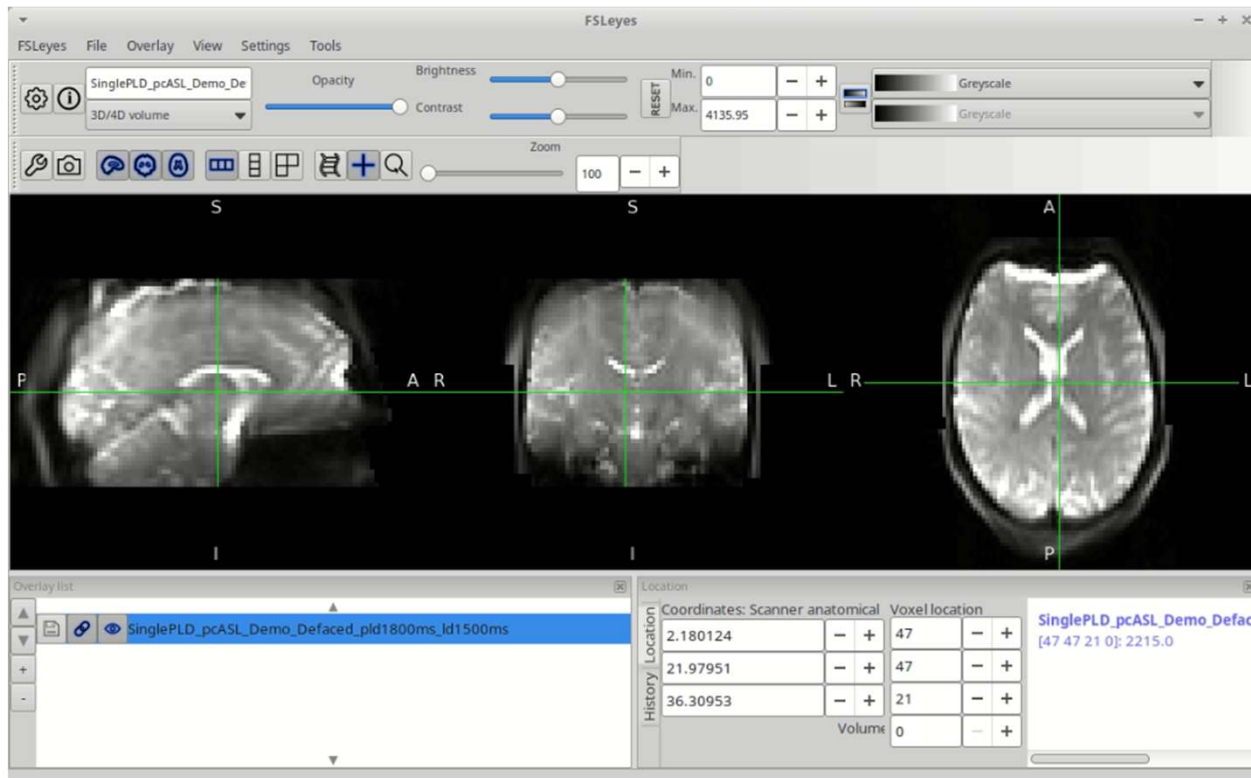 FSLeyes
FSLeyes File Overlay View Settings Tools
SinglePLD_pcASL_Demo_De
3D/4D volume
Opacity
Brightness
Contrast
RESET
Min. 0
Max. 4135.95
Greyscale
Greyscale
Zoom
100
S S A
P A R L R L
I I P
Overlay list
SinglePLD_pcASL_Demo_Defaced_pld1800ms_ld1500ms
Location
Location
History
Coordinates: Scanner anatomical Voxel location
2.180124 47
21.97951 47
36.30953 21
Volume 0
SinglePLD_pcASL_Demo_Defac
[47 47 21 0]: 2215.0